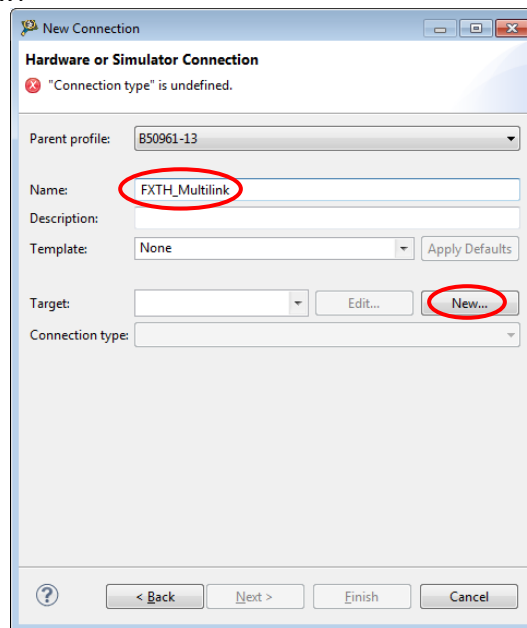 New Connection
Hardware or Simulator Connection
"Connection type" is undefined.
Parent profile: B50961-13
Name: FXTH_Multilink
Description:
Template: None Apply Defaults
Target: Edit... New...
Connection type:
? < Back Next > Finish Cancel